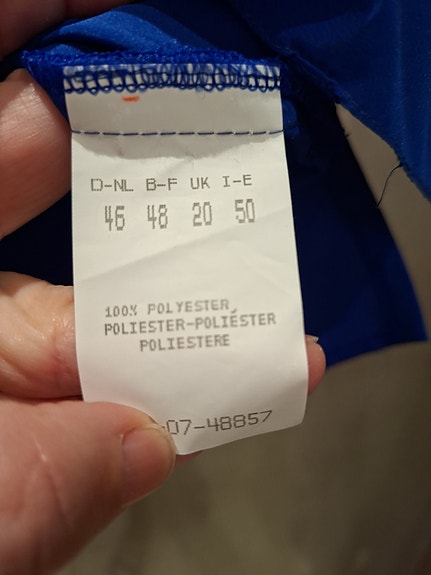 D-NL B-F UK I-E
46 48 20 50
100% POLYESTER
POLIESTER-POLIÉSTER
POLIESTERE
-07-48857